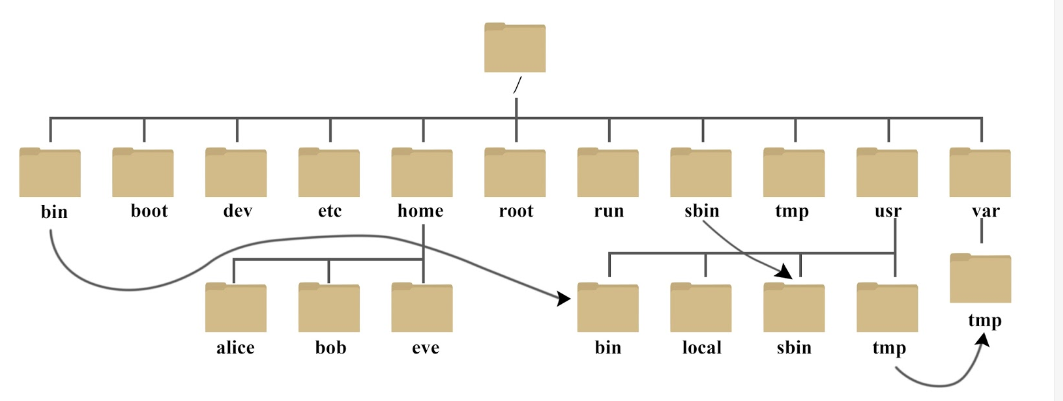 /
bin boot dev etc home root run sbin tmp usr var
tmp
alice bob eve bin local sbin tmp